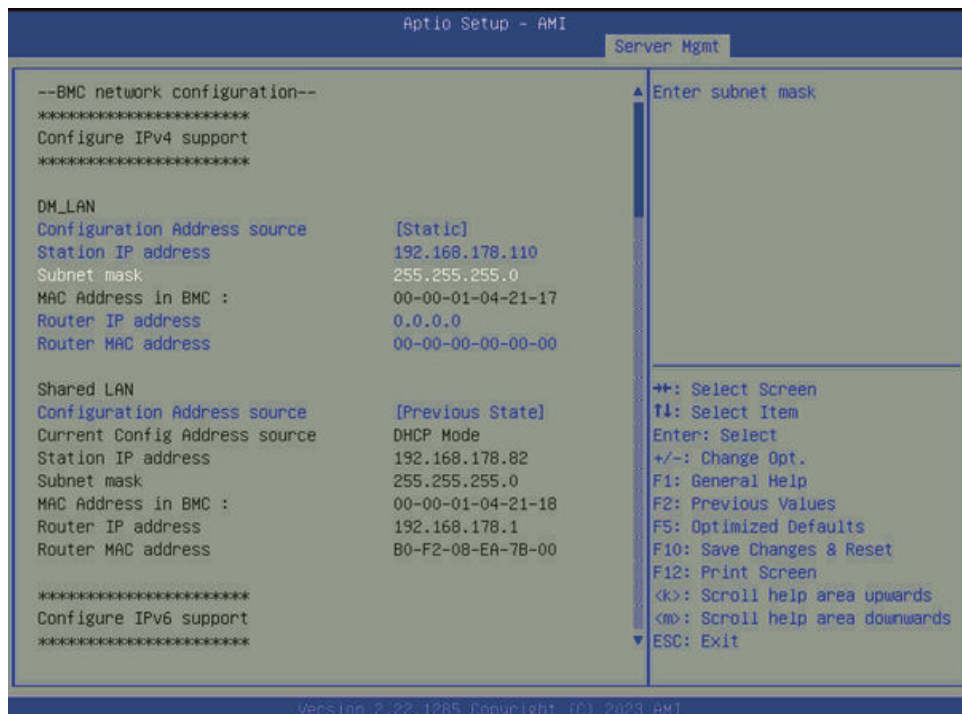 Aptio Setup - AMI
Server Mgmt
--BMC network configuration--
***********************
Configure IPv4 support
***********************
DM_LAN
Configuration Address source [Static]
Station IP address 192.168.178.110
Subnet mask 255.255.255.0
MAC Address in BMC : 00-00-01-04-21-17
Router IP address 0.0.0.0
Router MAC address 00-00-00-00-00-00
Shared LAN
Configuration Address source [Previous State]
Current Config Address source DHCP Mode
Station IP address 192.168.178.82
Subnet mask 255.255.255.0
MAC Address in BMC : 00-00-01-04-21-18
Router IP address 192.168.178.1
Router MAC address B0-F2-08-EA-7B-00
***********************
Configure IPv6 support
***********************
Enter subnet mask
→←: Select Screen
↑↓: Select Item
Enter: Select
+/-: Change Opt.
F1: General Help
F2: Previous Values
F5: Optimized Defaults
F10: Save Changes & Reset
F12: Print Screen
<k>: Scroll help area upwards
<m>: Scroll help area downwards
ESC: Exit
Version 2.22.1285 Copyright (C) 2023 AMI